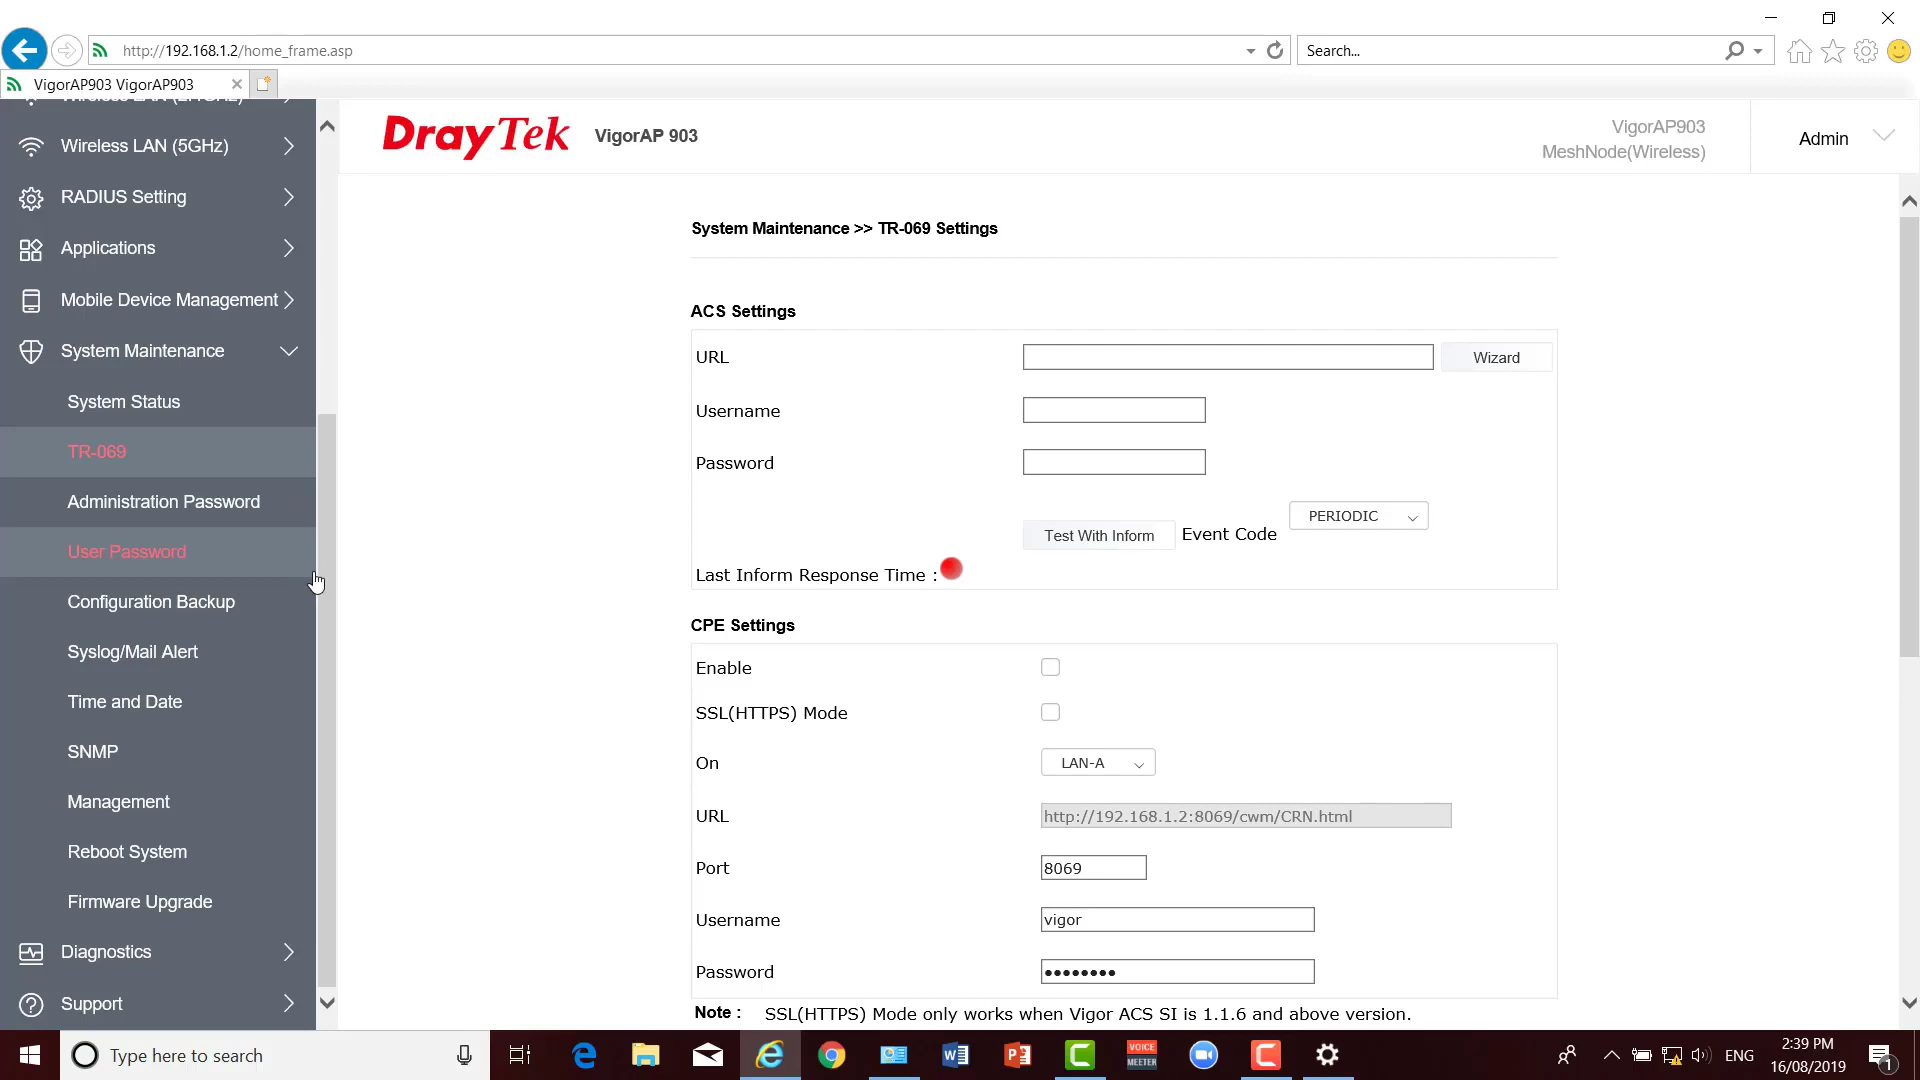 http://192.168.1.2/home_frame.asp
Search...
VigorAP903 VigorAP903
Wireless LAN (5GHz)
RADIUS Setting
Applications
Mobile Device Management
System Maintenance
System Status
TR-069
Administration Password
User Password
Configuration Backup
Syslog/Mail Alert
Time and Date
SNMP
Management
Reboot System
Firmware Upgrade
Diagnostics
Support
DrayTek
VigorAP 903
VigorAP903
MeshNode(Wireless)
Admin
System Maintenance >> TR-069 Settings
ACS Settings
URL
Wizard
Username
Password
Test With Inform Event Code PERIODIC
Last Inform Response Time :
CPE Settings
Enable
SSL(HTTPS) Mode
On LAN-A
URL http://192.168.1.2:8069/cwm/CRN.html
Port 8069
Username vigor
Password ••••••••
Note : SSL(HTTPS) Mode only works when Vigor ACS SI is 1.1.6 and above version.
Type here to search
VOICE
MEETER
ENG
2:39 PM
16/08/2019
1